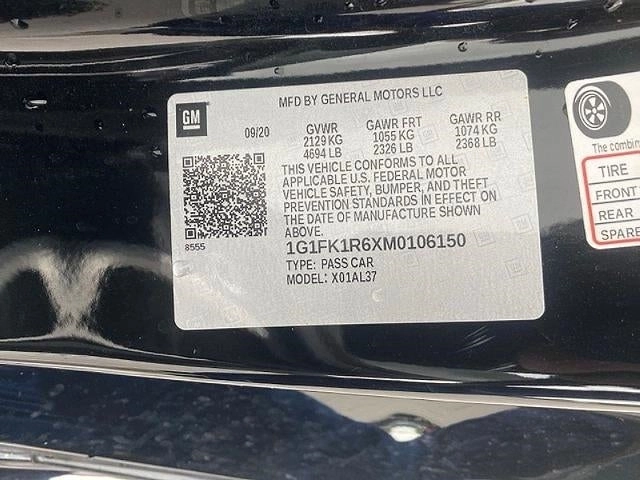 MFD BY GENERAL MOTORS LLC
GM
09/20
GVWR GAWR FRT GAWR RR
2129 KG 1055 KG 1074 KG
4694 LB 2326 LB 2368 LB
THIS VEHICLE CONFORMS TO ALL
APPLICABLE U.S. FEDERAL MOTOR
VEHICLE SAFETY, BUMPER, AND THEFT
PREVENTION STANDARDS IN EFFECT ON
THE DATE OF MANUFACTURE SHOWN
ABOVE.
8555
1G1FK1R6XM0106150
TYPE: PASS CAR
MODEL: X01AL37
The combin
TIRE
FRONT
REAR
SPARE